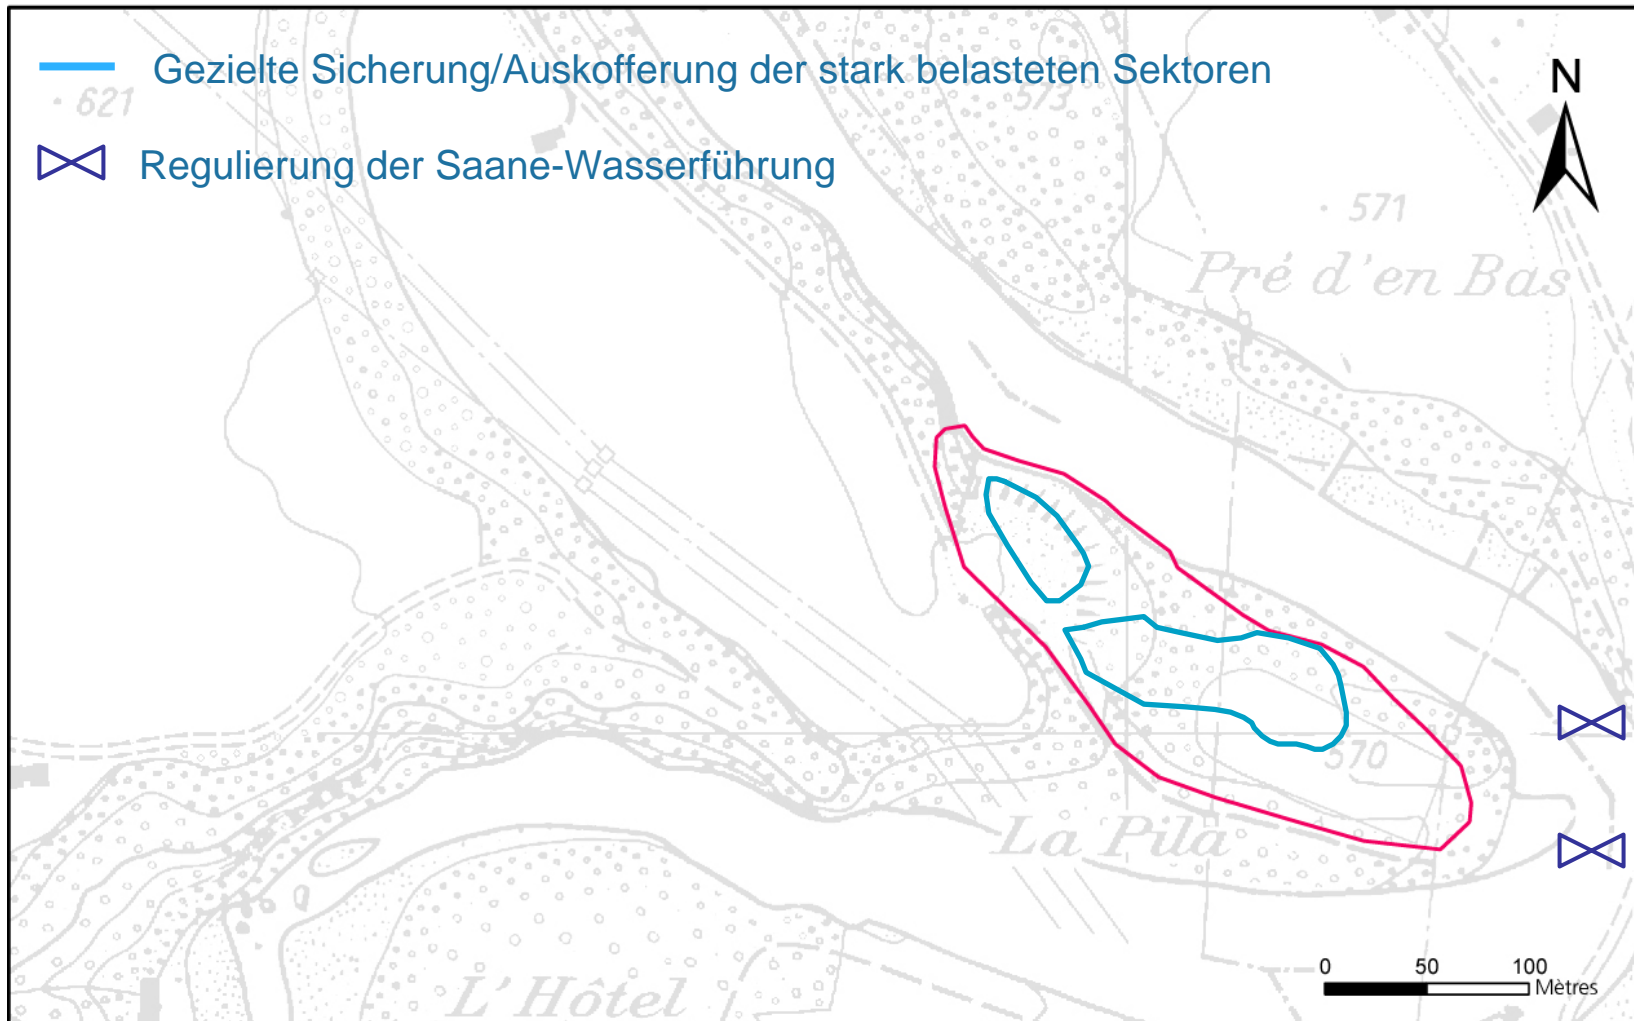 Gezielte Sicherung/Auskofferung der stark belasteten Sektoren
621
573
N
Regulierung der Saane-Wasserführung
571
Pré d'en Bas
570
La Pila
L'Hôtel
0 50 100
Mètres